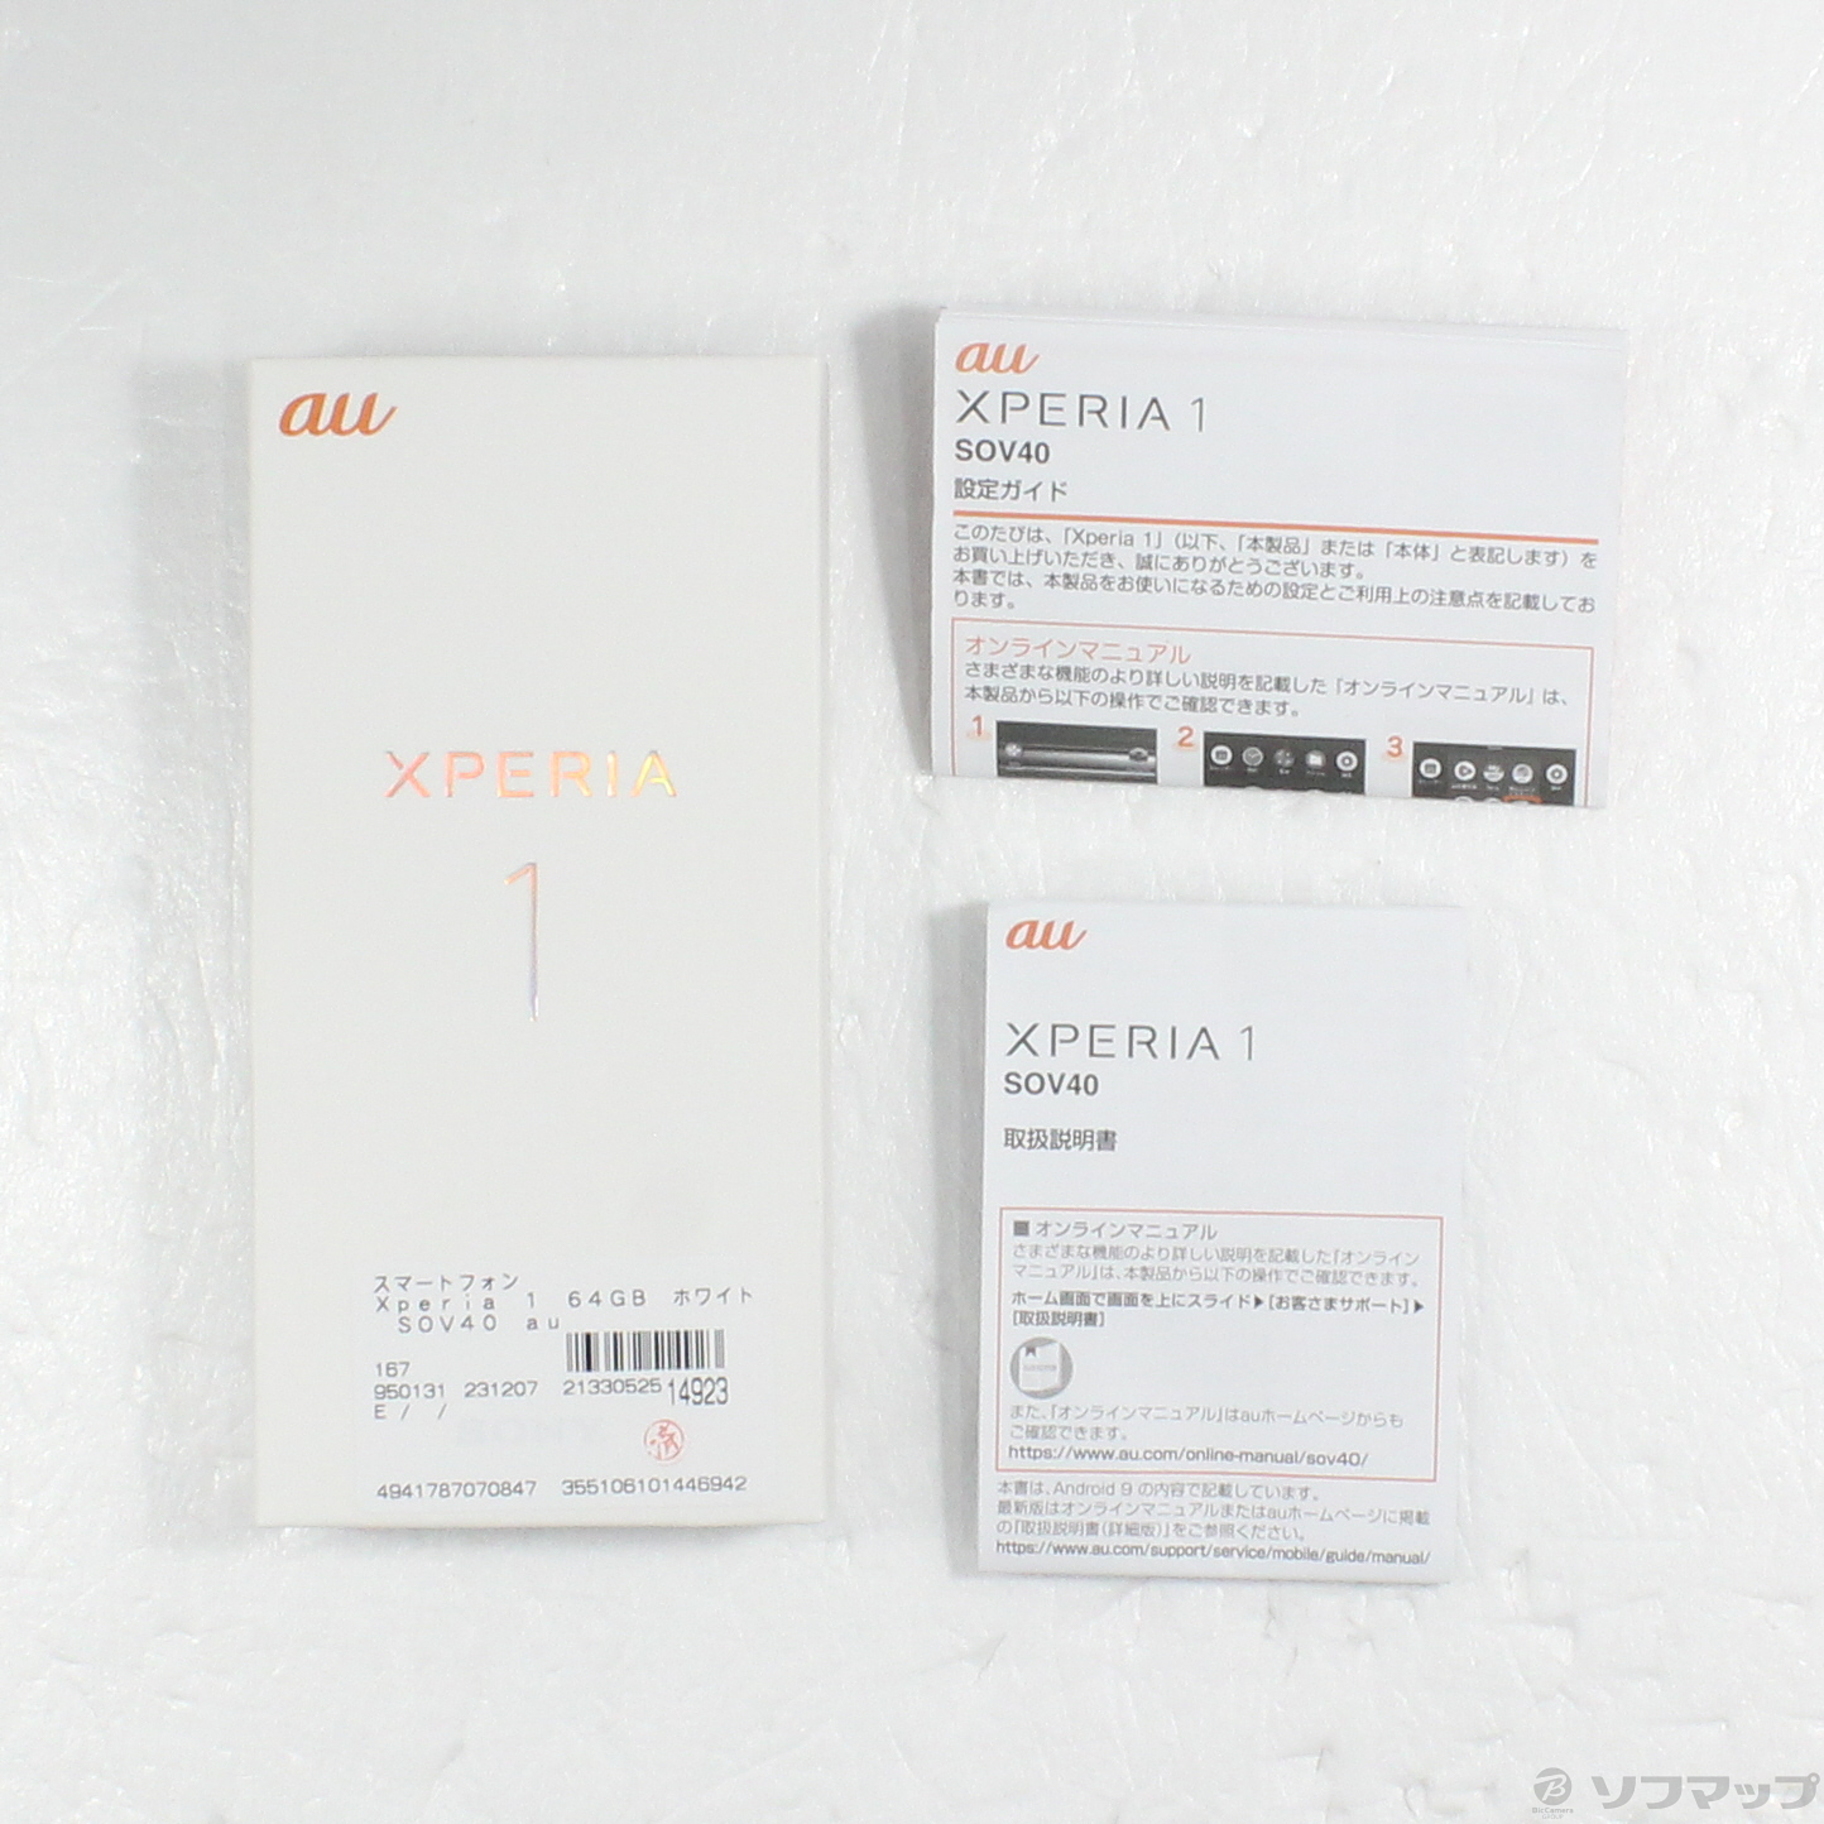 au
XPERIA
1
スマートフォン
Xperia 1 64GB ホワイト
SOV40 au
167
950131 231207 21330525 14923
E / /
済
4941787070847 355106101446942
au
XPERIA 1
SOV40
設定ガイド
このたびは、「Xperia 1」（以下、「本製品」または「本体」と表記します）を
お買い上げいただき、誠にありがとうございます。
本書では、本製品をお使いになるための設定とご利用上の注意点を記載してお
ります。
オンラインマニュアル
さまざまな機能のより詳しい説明を記載した「オンラインマニュアル」は、
本製品から以下の操作でご確認できます。
1 2 3
au
XPERIA 1
SOV40
取扱説明書
■ オンラインマニュアル
さまざまな機能のより詳しい説明を記載した「オンライン
マニュアル」は、本製品から以下の操作でご確認できます。
ホーム画面で画面を上にスライド▶[お客さまサポート]▶
[取扱説明書]
また、「オンラインマニュアル」はauホームページからも
ご確認できます。
https://www.au.com/online-manual/sov40/
本書は、Android 9 の内容で記載しています。
最新版はオンラインマニュアルまたはauホームページに掲載
の「取扱説明書（詳細版）」をご参照ください。
https://www.au.com/support/service/mobile/guide/manual/
B BicCamera GROUP ソフマップ